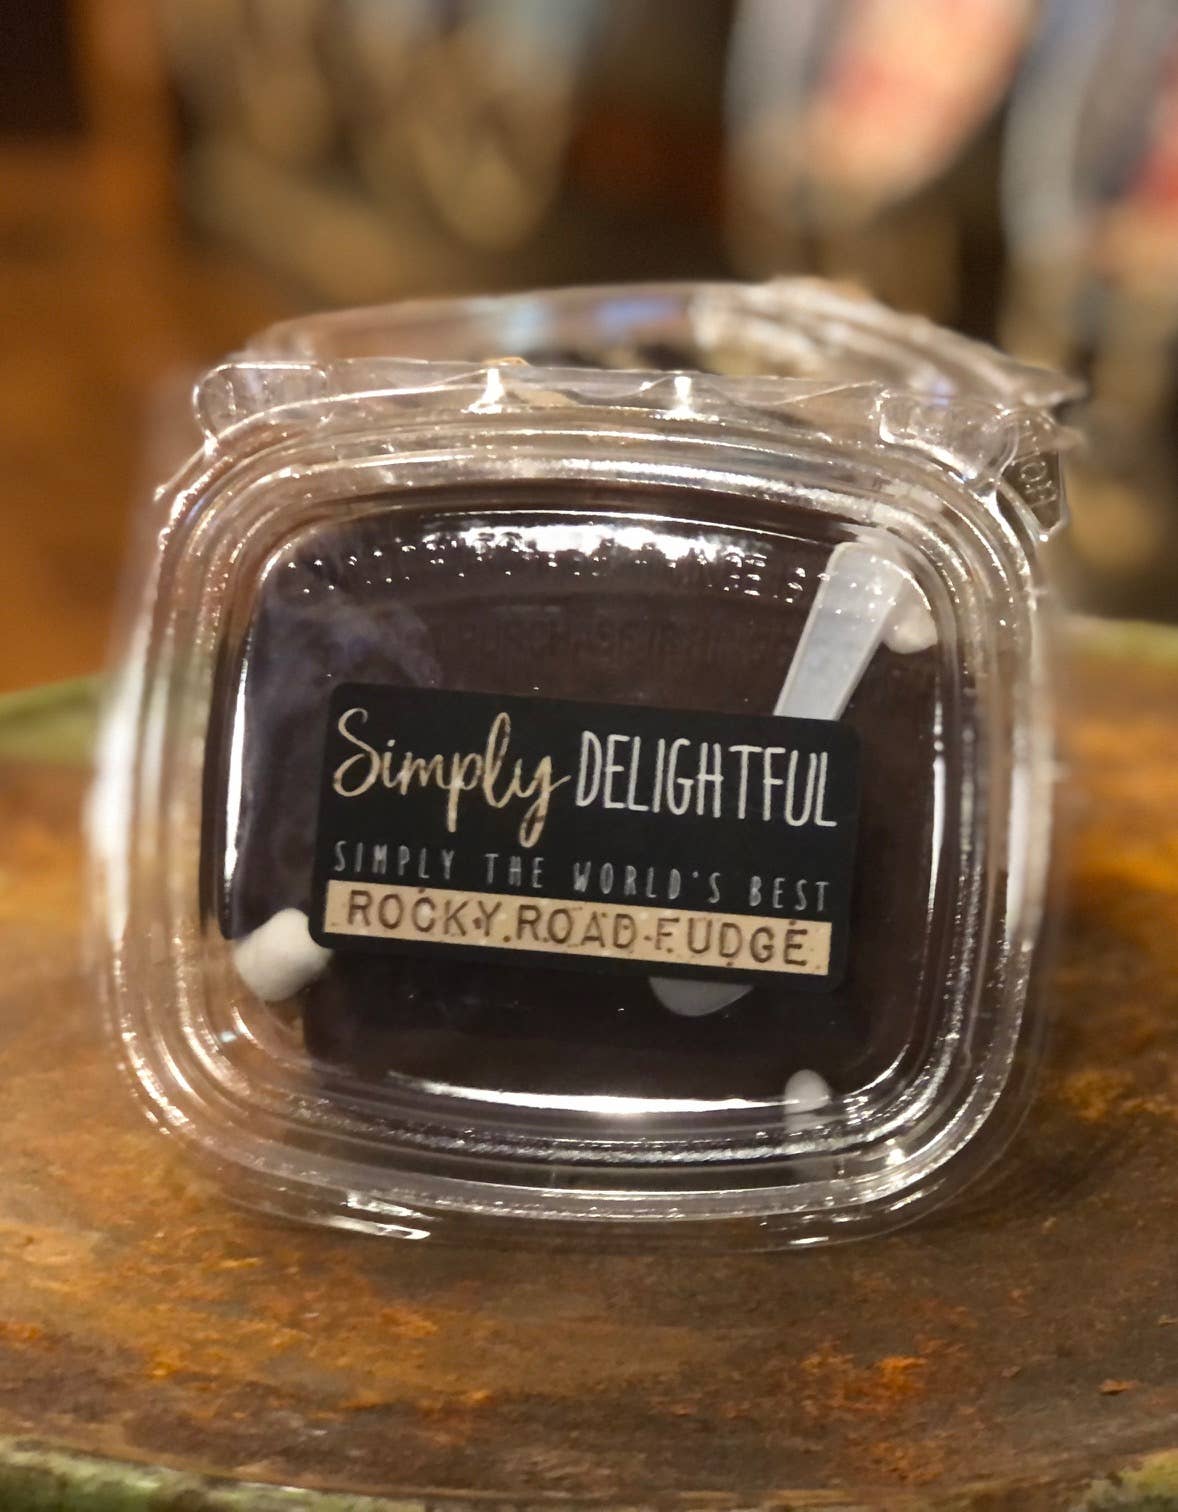 Simply DELIGHTFUL
SIMPLY THE WORLD'S BEST
ROCKY ROAD FUDGE